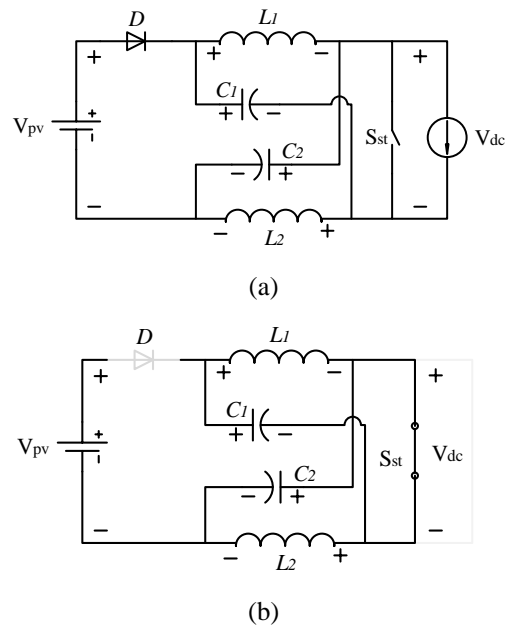 D
L1
+
+
−
+
C1
Vpv
+
−
+
−
Sst
Vdc
C2
−
+
−
−
−
+
L2
(a)
D
L1
+
+
−
+
C1
Vpv
+
−
+
−
Sst
Vdc
C2
−
+
−
−
−
+
L2
(b)